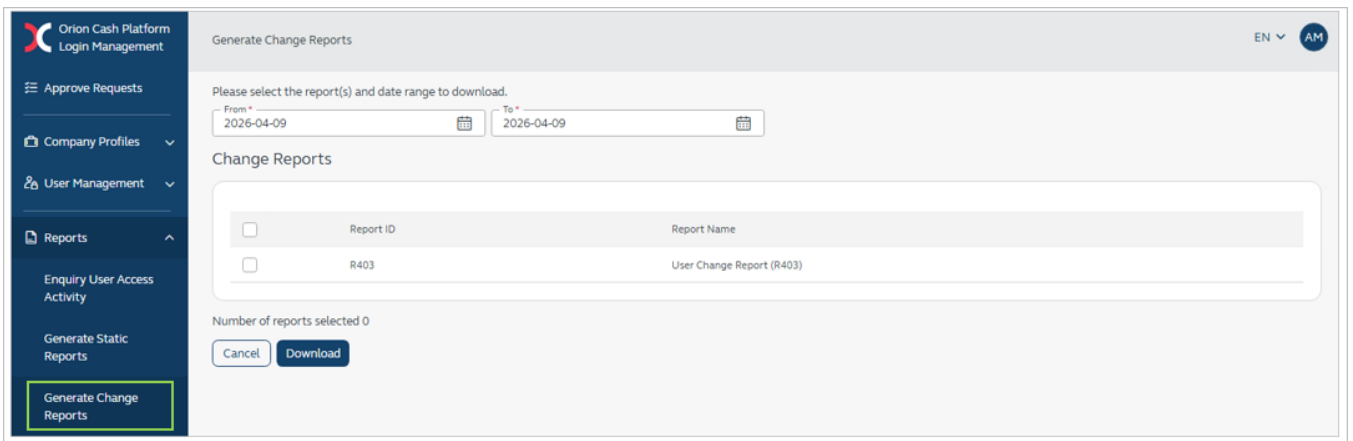 Orion Cash Platform
Login Management
Generate Change Reports
EN
AM
Approve Requests
Company Profiles
User Management
Reports
Enquiry User Access
Activity
Generate Static
Reports
Generate Change
Reports
Please select the report(s) and date range to download.
From *
2026-04-09
To *
2026-04-09
Change Reports
Report ID
Report Name
R403
User Change Report (R403)
Number of reports selected 0
Cancel
Download